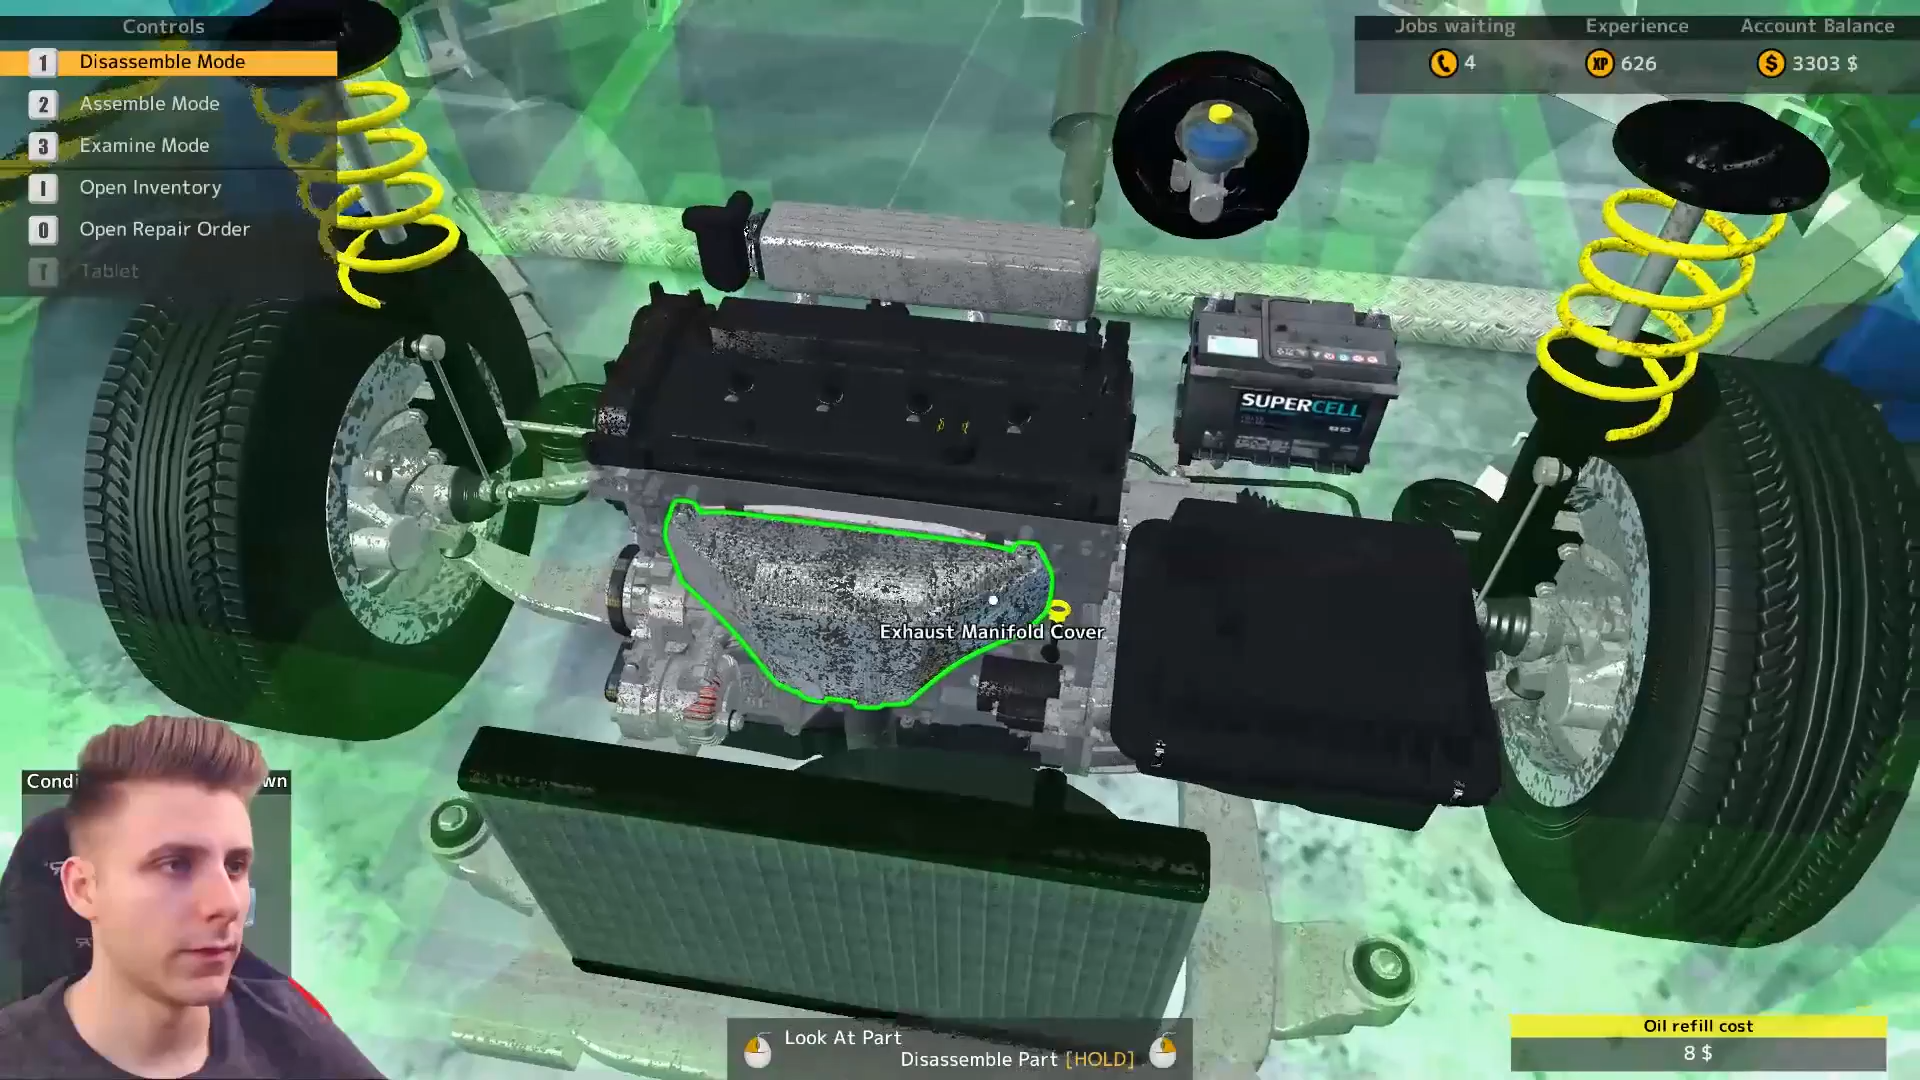 Controls
1 Disassemble Mode
2 Assemble Mode
3 Examine Mode
I Open Inventory
O Open Repair Order
T Tablet
Jobs waiting Experience Account Balance
4 XP 626 $ 3303 $
SUPERCELL
Exhaust Manifold Cover
Look At Part
Disassemble Part [HOLD]
Oil refill cost
8 $